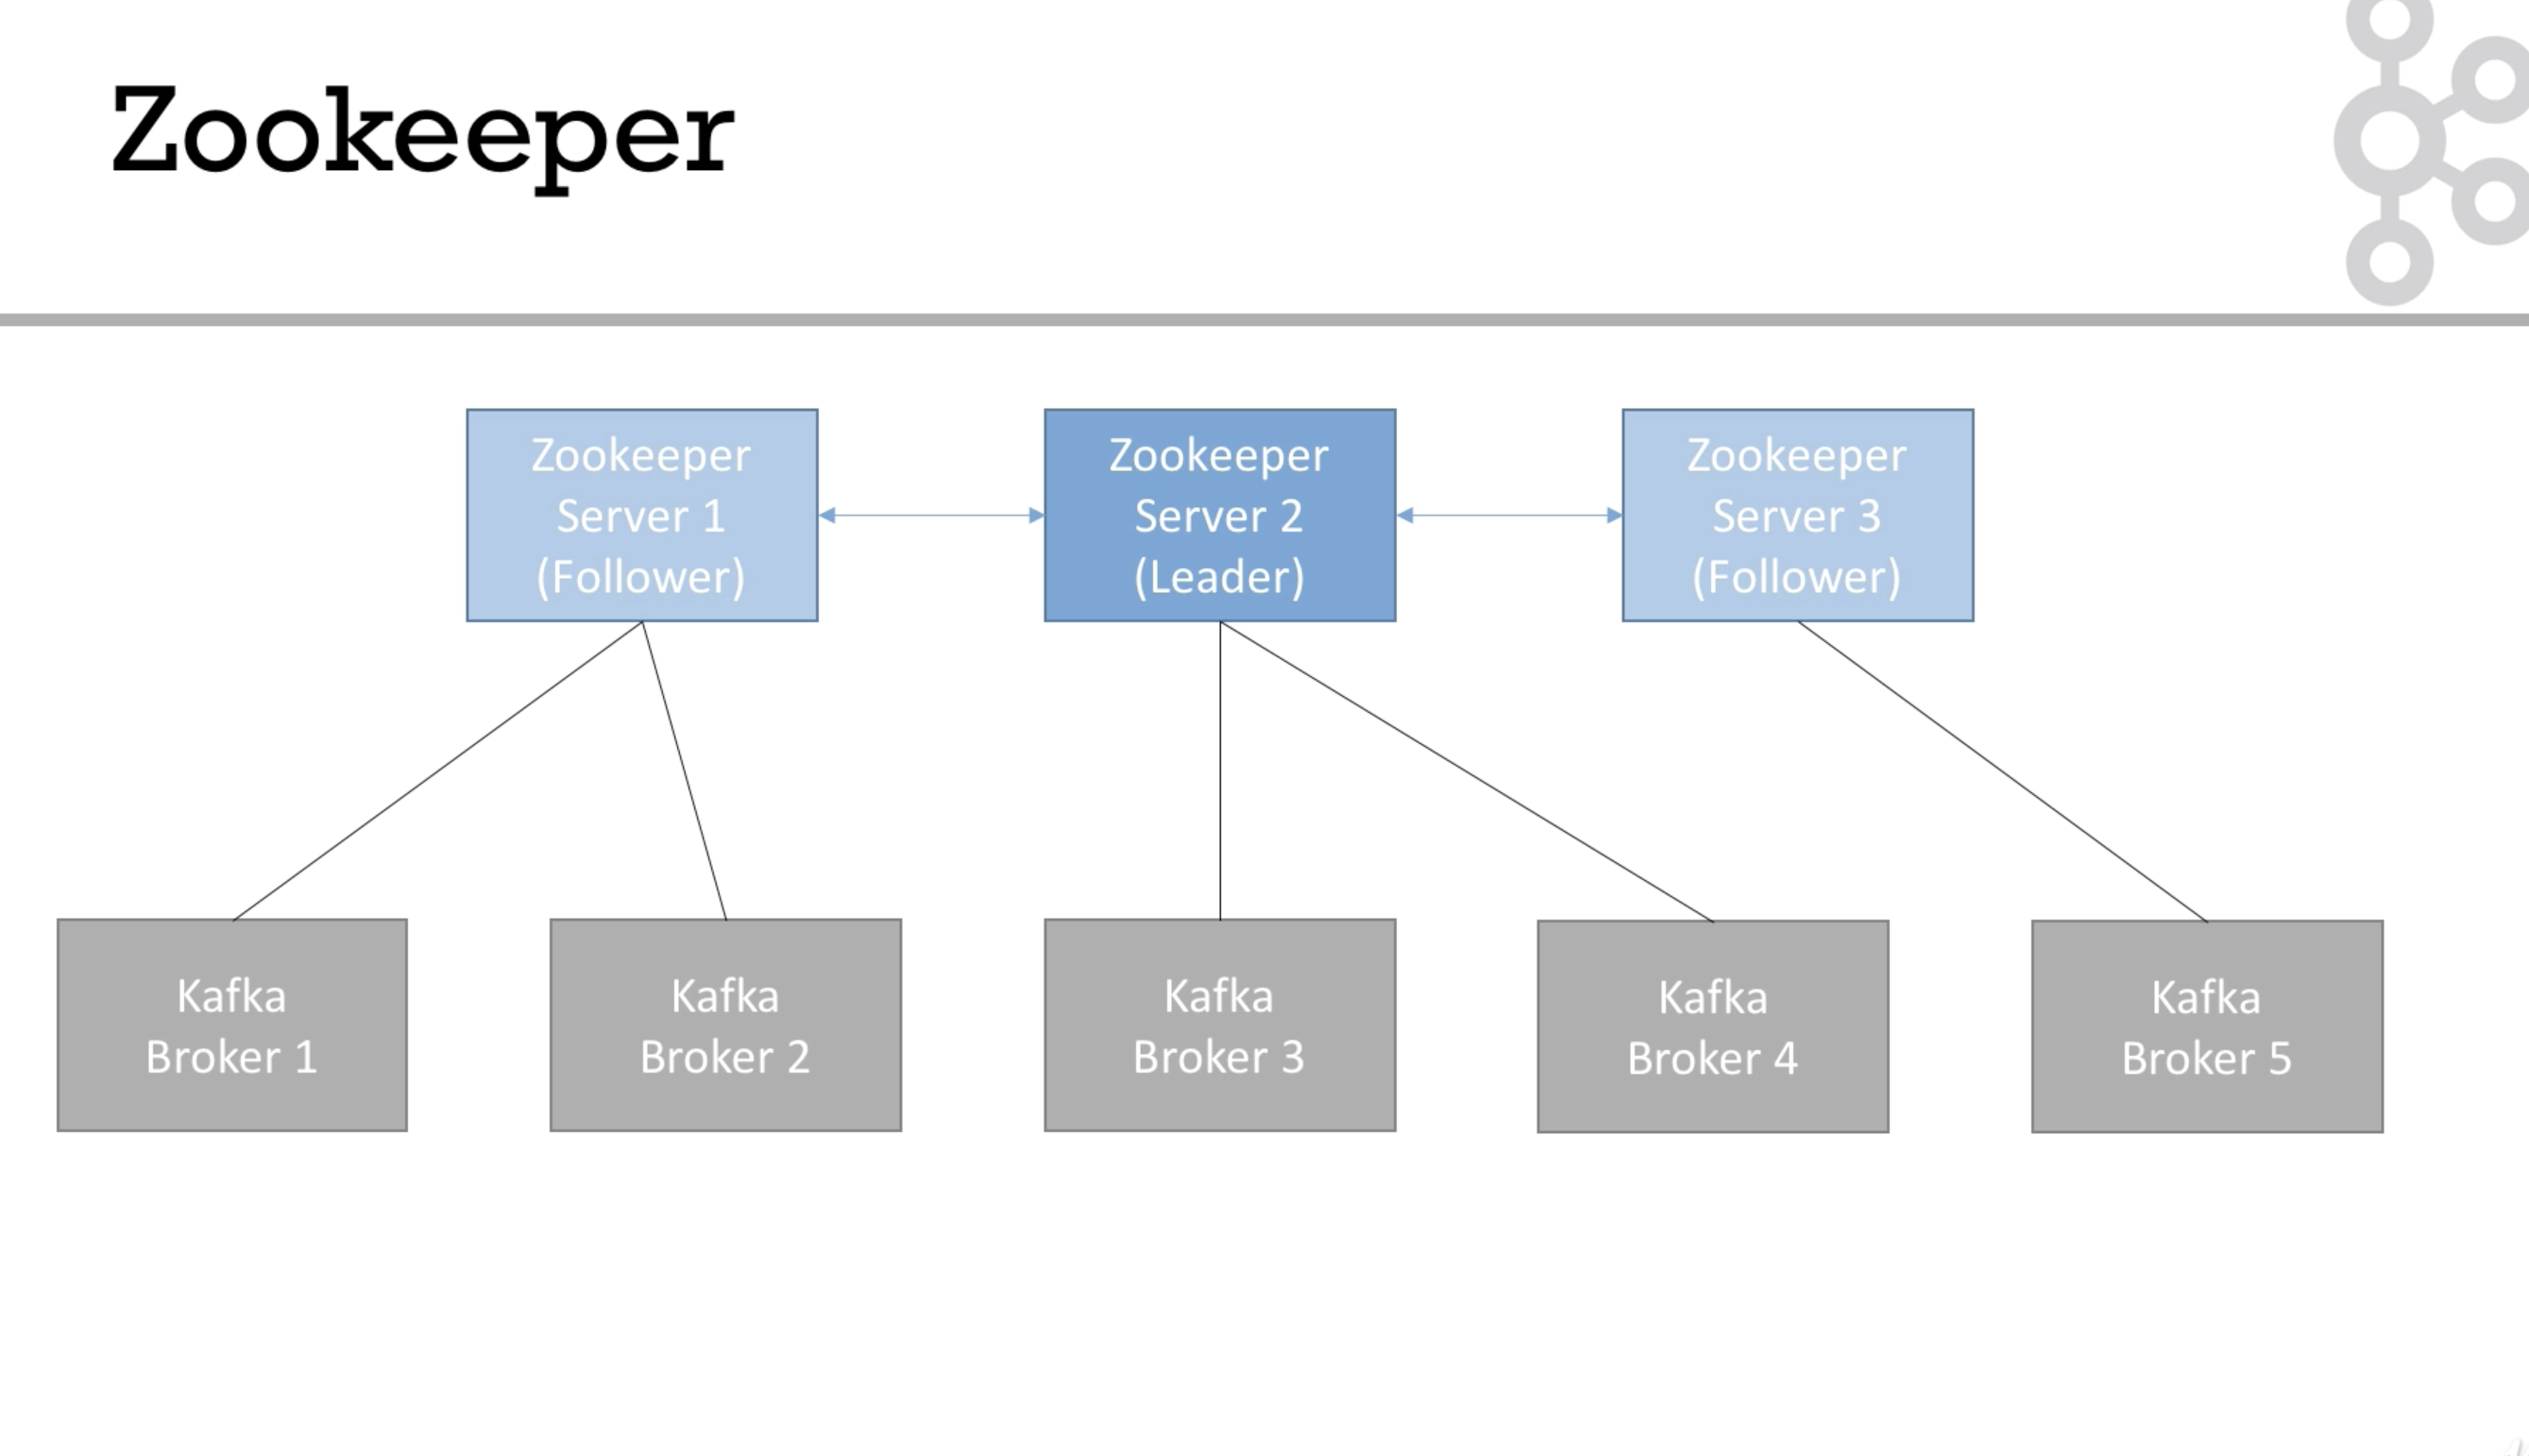 Zookeeper
Zookeeper
Server 1
(Follower)
Zookeeper
Server 2
(Leader)
Zookeeper
Server 3
(Follower)
Kafka
Broker 1
Kafka
Broker 2
Kafka
Broker 3
Kafka
Broker 4
Kafka
Broker 5